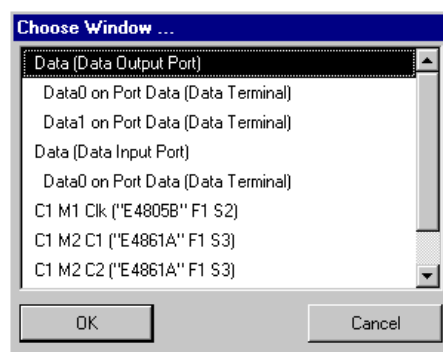 Choose Window ...
Data (Data Output Port)
Data0 on Port Data (Data Terminal)
Data1 on Port Data (Data Terminal)
Data (Data Input Port)
Data0 on Port Data (Data Terminal)
C1 M1 Clk ("E4805B" F1 S2)
C1 M2 C1 ("E4861A" F1 S3)
C1 M2 C2 ("E4861A" F1 S3)
OK Cancel